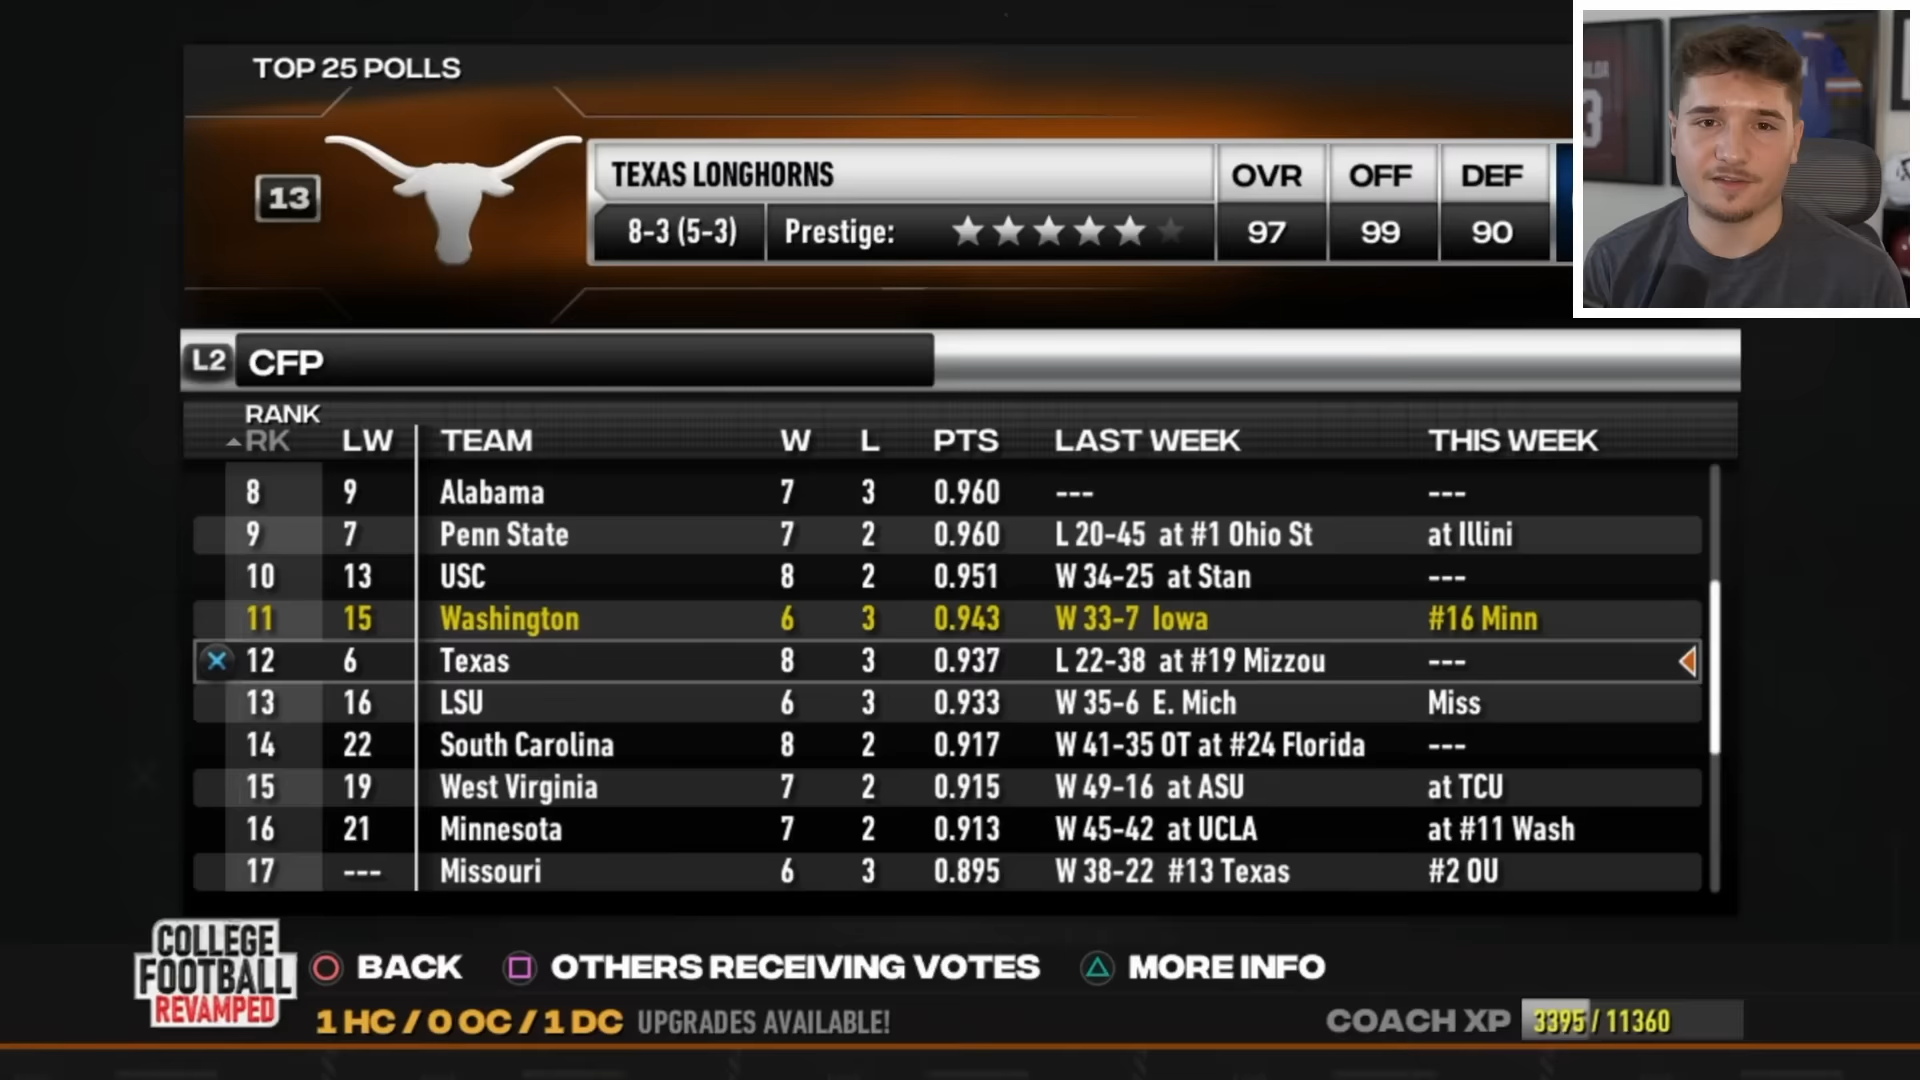 TOP 25 POLLS
13
TEXAS LONGHORNS OVR OFF DEF
8-3 (5-3) Prestige: 97 99 90
3
L2 CFP
RANK
RK LW TEAM W L PTS LAST WEEK THIS WEEK
8 9 Alabama 7 3 0.960 --- ---
9 7 Penn State 7 2 0.960 L 20-45 at #1 Ohio St at Illini
10 13 USC 8 2 0.951 W 34-25 at Stan ---
11 15 Washington 6 3 0.943 W 33-7 Iowa #16 Minn
12 6 Texas 8 3 0.937 L 22-38 at #19 Mizzou ---
13 16 LSU 6 3 0.933 W 35-6 E. Mich Miss
14 22 South Carolina 8 2 0.917 W 41-35 OT at #24 Florida ---
15 19 West Virginia 7 2 0.915 W 49-16 at ASU at TCU
16 21 Minnesota 7 2 0.913 W 45-42 at UCLA at #11 Wash
17 --- Missouri 6 3 0.895 W 38-22 #13 Texas #2 OU
COLLEGE
FOOTBALL
REVAMPED
BACK OTHERS RECEIVING VOTES MORE INFO
1 HC / 0 OC / 1 DC UPGRADES AVAILABLE! COACH XP 3395 / 11360